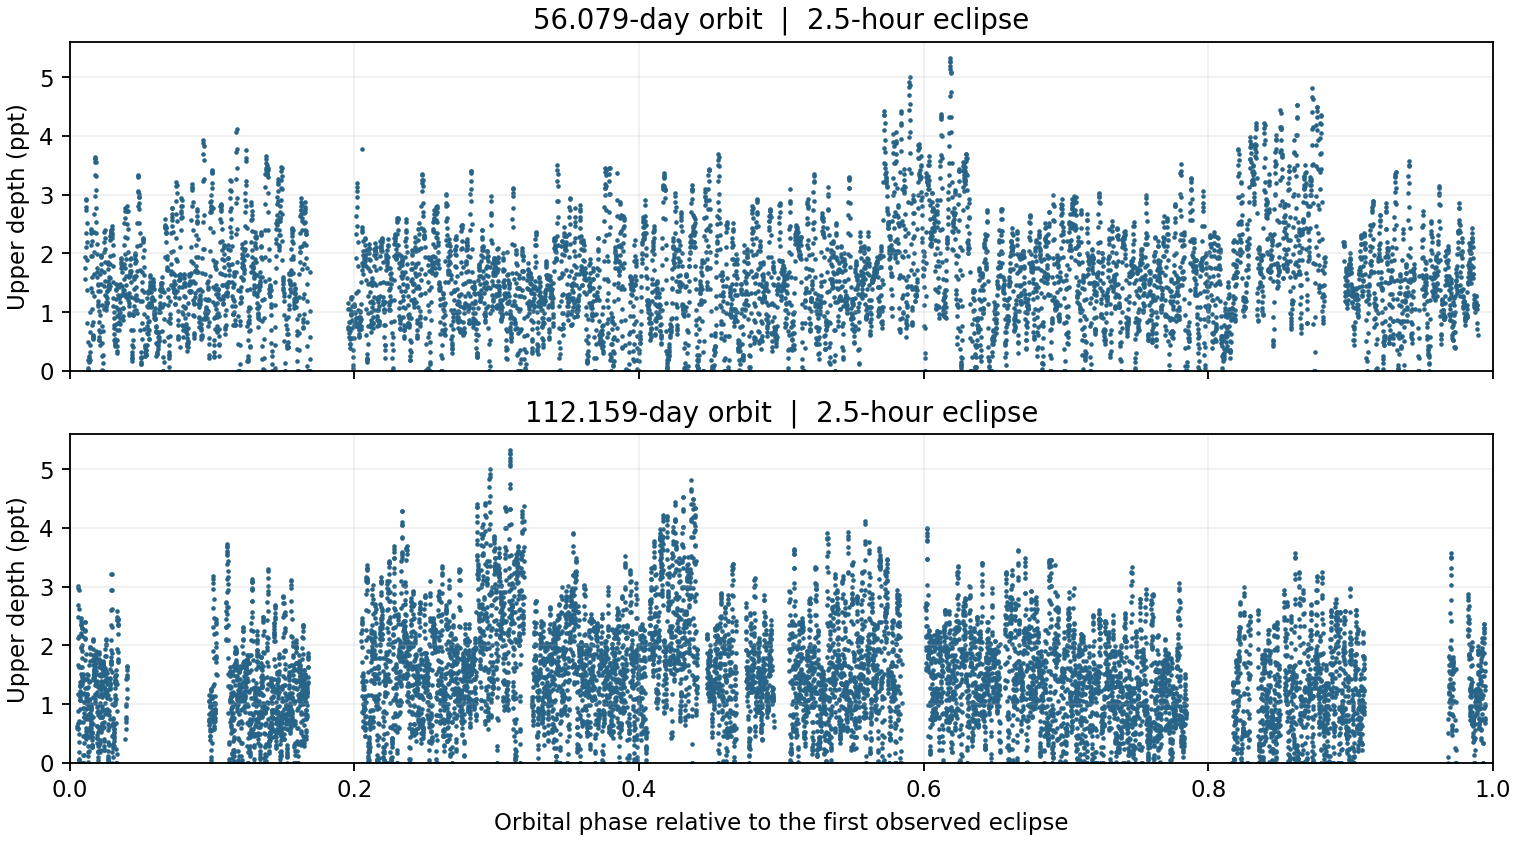 56.079-day orbit | 2.5-hour eclipse
Upper depth (ppt)
5
4
3
2
1
0
112.159-day orbit | 2.5-hour eclipse
Upper depth (ppt)
5
4
3
2
1
0
0.0 0.2 0.4 0.6 0.8 1.0
Orbital phase relative to the first observed eclipse